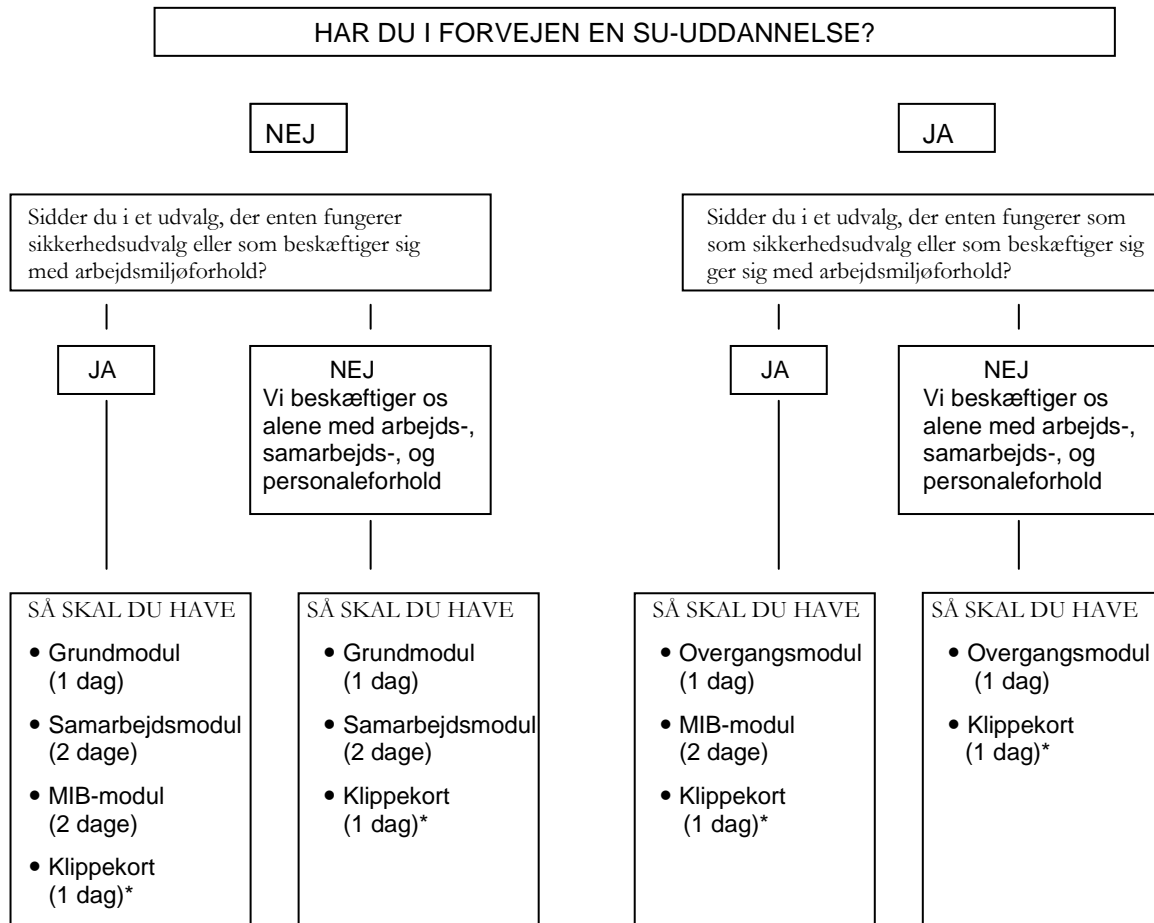 HAR DU I FORVEJEN EN SU-UDDANNELSE?
NEJ
JA
Sidder du i et udvalg, der enten fungerer
sikkerhedsudvalg eller som beskæftiger sig
med arbejdsmiljøforhold?
Sidder du i et udvalg, der enten fungerer som
som sikkerhedsudvalg eller som beskæftiger sig
ger sig med arbejdsmiljøforhold?
JA
NEJ
Vi beskæftiger os
alene med arbejds-,
samarbejds-, og
personaleforhold
JA
NEJ
Vi beskæftiger os
alene med arbejds-,
samarbejds-, og
personaleforhold
SÅ SKAL DU HAVE
• Grundmodul
(1 dag)
• Samarbejdsmodul
(2 dage)
• MIB-modul
(2 dage)
• Klippekort
(1 dag)*
SÅ SKAL DU HAVE
• Grundmodul
(1 dag)
• Samarbejdsmodul
(2 dage)
• Klippekort
(1 dag)*
SÅ SKAL DU HAVE
• Overgangsmodul
(1 dag)
• MIB-modul
(2 dage)
• Klippekort
(1 dag)*
SÅ SKAL DU HAVE
• Overgangsmodul
(1 dag)
• Klippekort
(1 dag)*